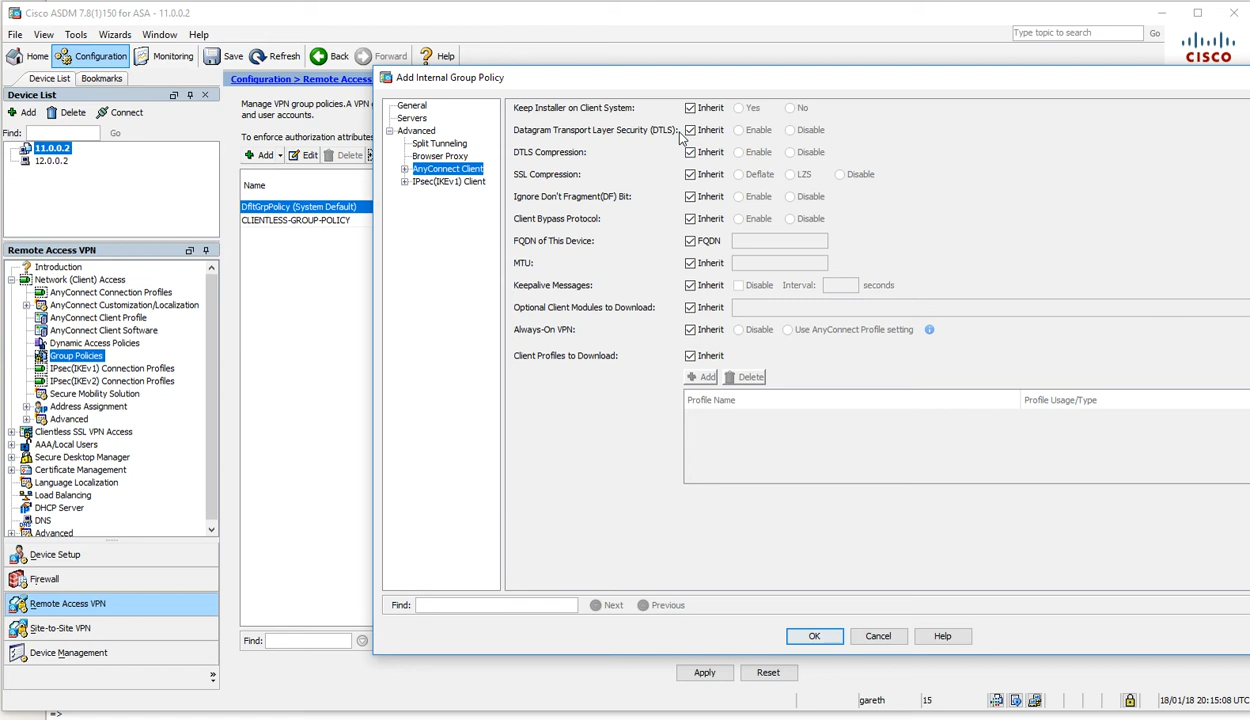 Cisco ASDM 7.8(1)150 for ASA - 11.0.0.2
File View Tools Wizards Window Help
Type topic to search Go
CISCO
Home Configuration Monitoring Save Refresh Back Forward Help
Device List Bookmarks
Device List
Add Delete Connect
Find: Go
11.0.0.2
12.0.0.2
Remote Access VPN
Introduction
Network (Client) Access
AnyConnect Connection Profiles
AnyConnect Customization/Localization
AnyConnect Client Profile
AnyConnect Client Software
Dynamic Access Policies
Group Policies
IPsec(IKEv1) Connection Profiles
IPsec(IKEv2) Connection Profiles
Secure Mobility Solution
Address Assignment
Advanced
Clientless SSL VPN Access
AAA/Local Users
Secure Desktop Manager
Certificate Management
Language Localization
Load Balancing
DHCP Server
DNS
Advanced
Device Setup
Firewall
Remote Access VPN
Site-to-Site VPN
Device Management
Configuration > Remote Access
Manage VPN group policies.A VPN g
and user accounts.
To enforce authorization attributes
Add Edit Delete
Name
DfltGrpPolicy (System Default)
CLIENTLESS-GROUP-POLICY
Find:
Add Internal Group Policy
General
Servers
Advanced
Split Tunneling
Browser Proxy
AnyConnect Client
IPsec(IKEv1) Client
Keep Installer on Client System: Inherit Yes No
Datagram Transport Layer Security (DTLS): Inherit Enable Disable
DTLS Compression: Inherit Enable Disable
SSL Compression: Inherit Deflate LZS Disable
Ignore Don't Fragment(DF) Bit: Inherit Enable Disable
Client Bypass Protocol: Inherit Enable Disable
FQDN of This Device: FQDN
MTU: Inherit
Keepalive Messages: Inherit Disable Interval: seconds
Optional Client Modules to Download: Inherit
Always-On VPN: Inherit Disable Use AnyConnect Profile setting
Client Profiles to Download: Inherit
Add Delete
Profile Name Profile Usage/Type
Find: Next Previous
OK Cancel Help
Apply Reset
gareth 15 18/01/18 20:15:08 UTC
=>